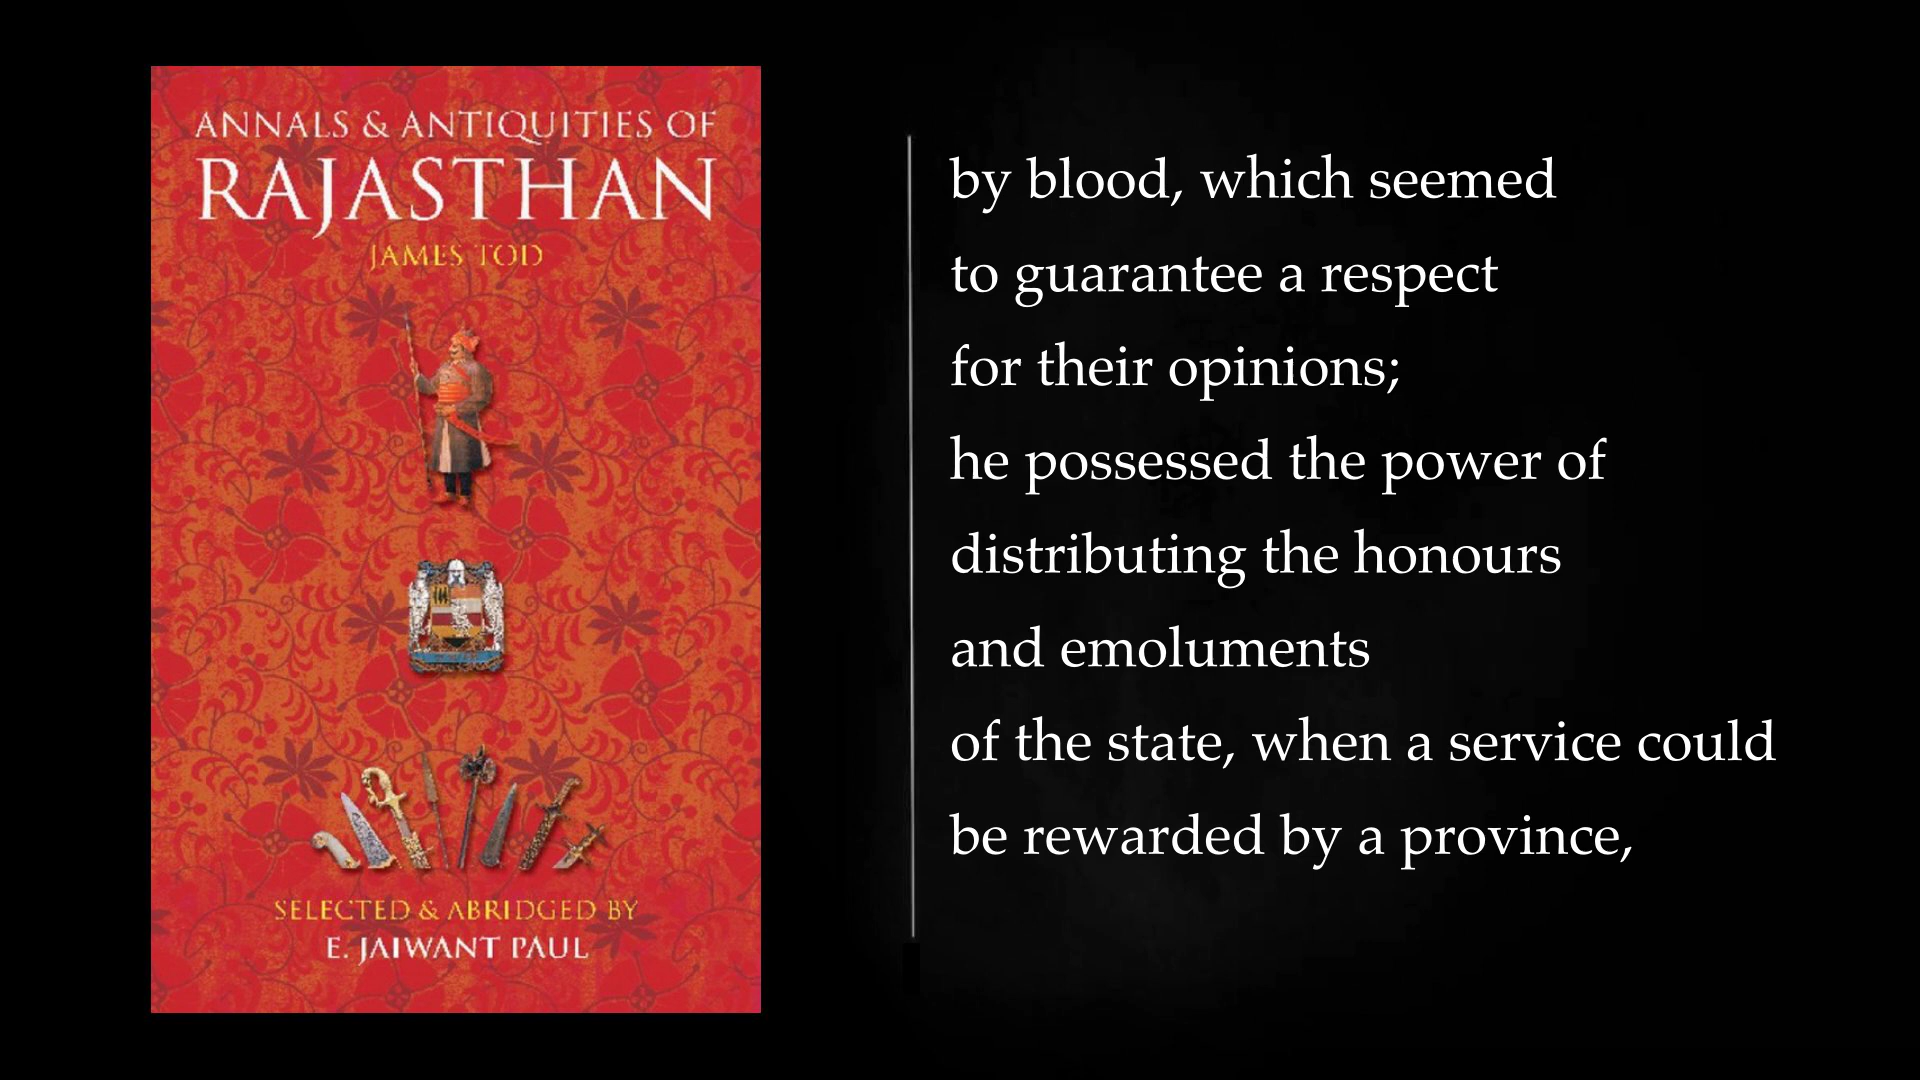 ANNALS & ANTIQUITIES OF
RAJASTHAN
JAMES TOD
SELECTED & ABRIDGED BY
E. JAIWANT PAUL
by blood, which seemed
to guarantee a respect
for their opinions;
he possessed the power of
distributing the honours
and emoluments
of the state, when a service could
be rewarded by a province,